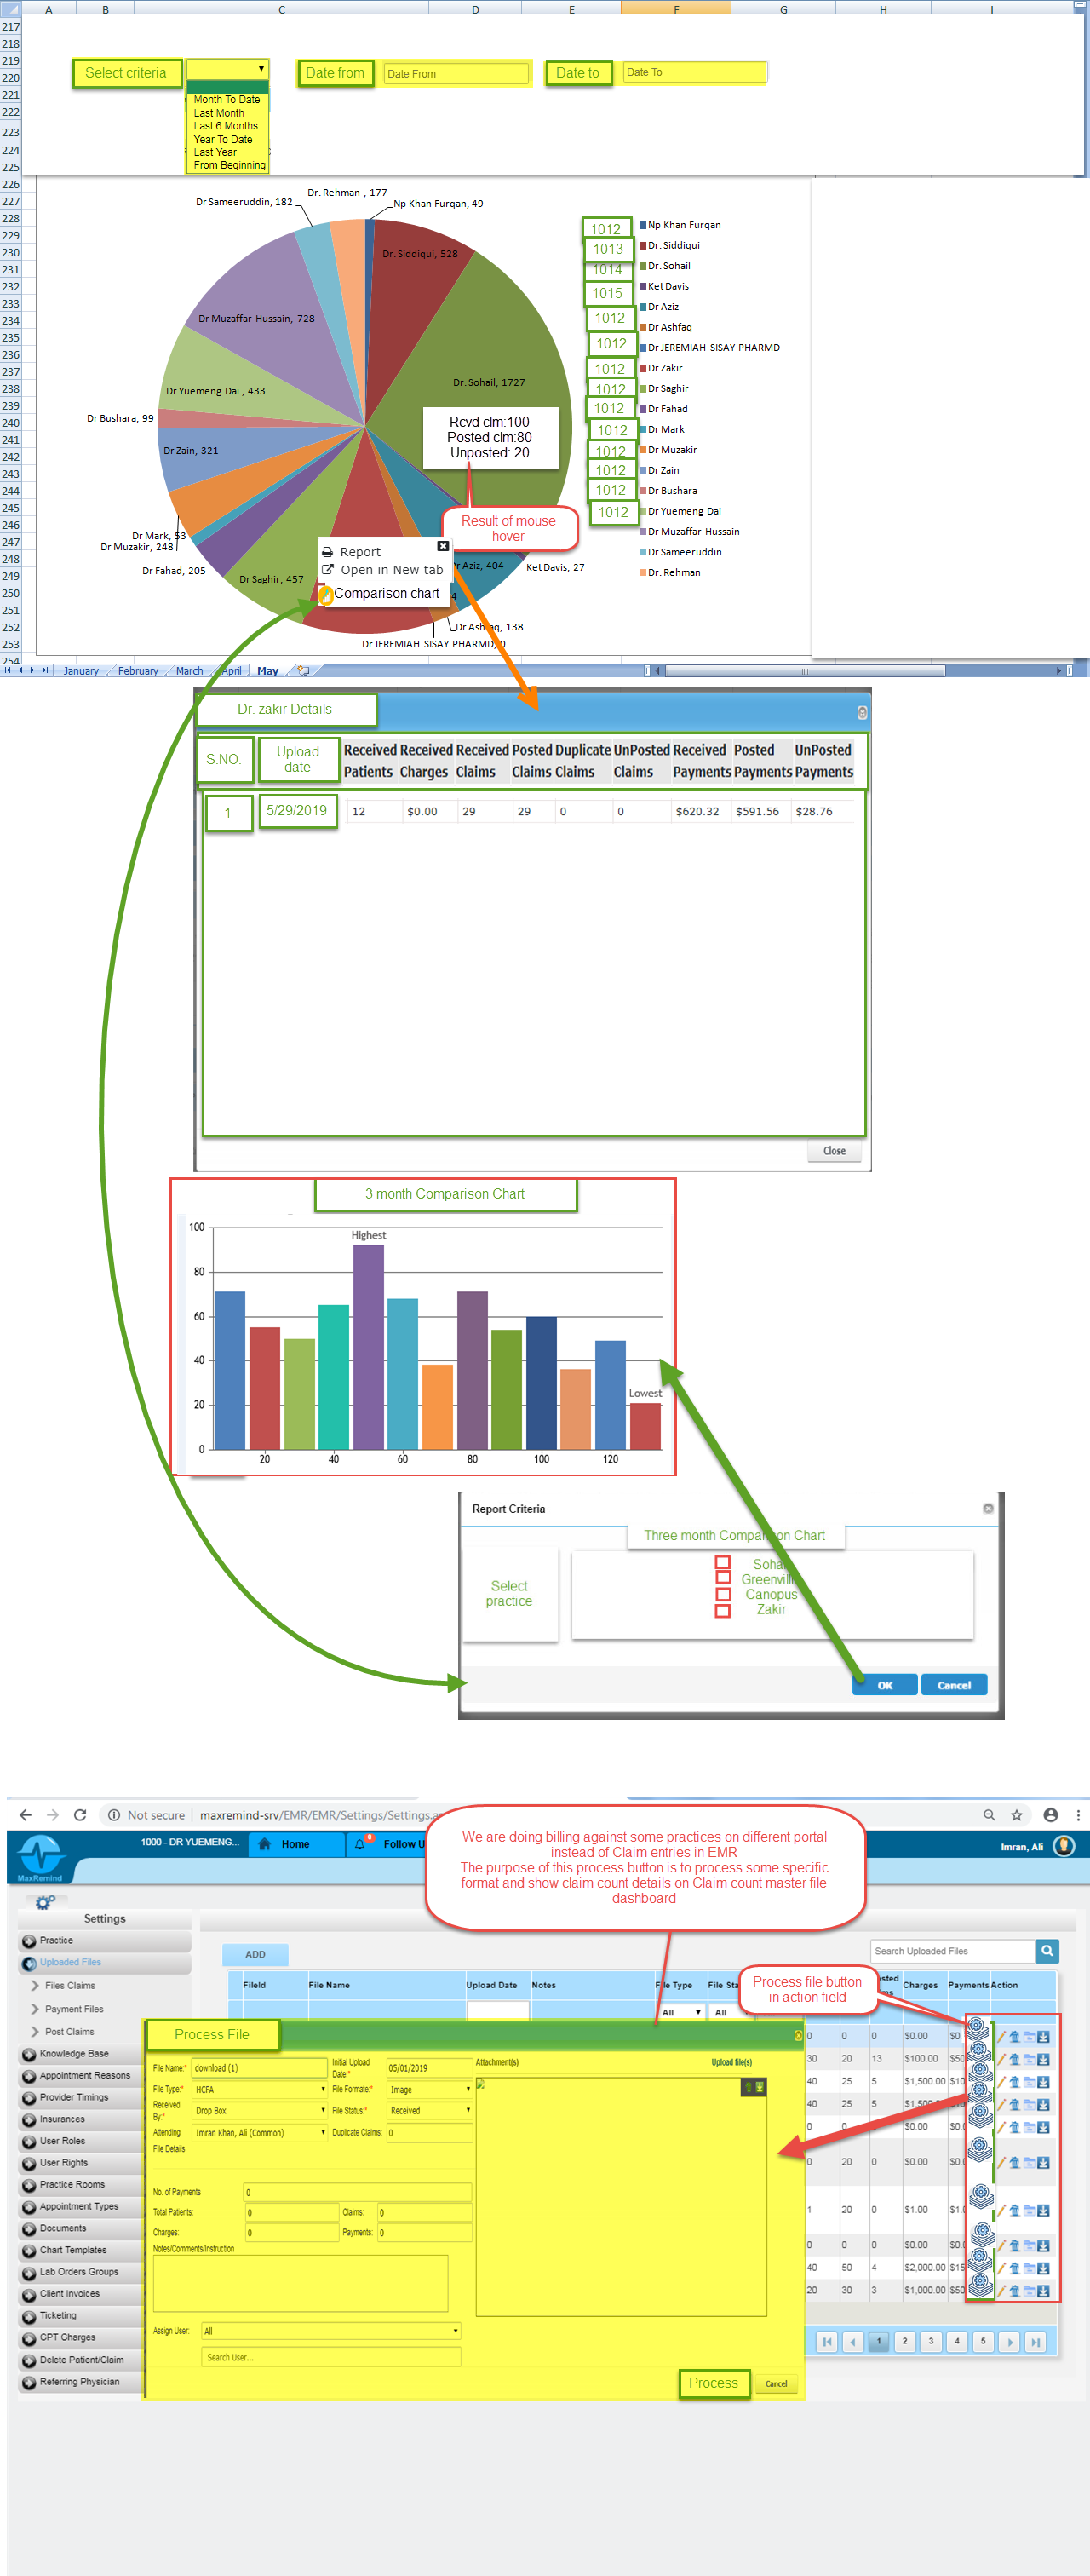 A B C D E F G H I
217
218
219
220
221
222
223
224
225
226
227
228
229
230
231
232
233
234
235
236
237
238
239
240
241
242
243
244
245
246
247
248
249
250
251
252
253
254
Select criteria
Date from
Date From
Date to
Date To
Month To Date
Last Month
Last 6 Months
Year To Date
Last Year
From Beginning
Dr. Rehman , 177
Dr Sameeruddin, 182
Np Khan Furqan, 49
Dr. Siddiqui, 528
Dr Muzaffar Hussain, 728
Dr. Sohail, 1727
Dr Yuemeng Dai , 433
Dr Bushara, 99
Dr Zain, 321
Dr Mark, 53
Dr Muzakir, 248
Dr Fahad, 205
Dr Saghir, 457
Dr Aziz, 404
Ket Davis, 27
Dr Ashfaq, 138
Dr JEREMIAH SISAY PHARMD, 0
Rcvd clm:100
Posted clm:80
Unposted: 20
Result of mouse
hover
Report
Open in New tab
Comparison chart
4
1012 Np Khan Furqan
1013 Dr. Siddiqui
1014 Dr. Sohail
1015 Ket Davis
1012 Dr Aziz
Dr Ashfaq
1012 Dr JEREMIAH SISAY PHARMD
1012 Dr Zakir
1012 Dr Saghir
1012 Dr Fahad
1012 Dr Mark
1012 Dr Muzakir
1012 Dr Zain
1012 Dr Bushara
1012 Dr Yuemeng Dai
Dr Muzaffar Hussain
Dr Sameeruddin
Dr. Rehman
January February March April May
Dr. zakir Details
S.NO.
Upload
date
Received Received Received Posted Duplicate UnPosted Received Posted UnPosted
Patients Charges Claims Claims Claims Claims Payments Payments Payments
1 5/29/2019 12 $0.00 29 29 0 0 $620.32 $591.56 $28.76
Close
3 month Comparison Chart
100
80
60
40
20
0
Highest
Lowest
20 40 60 80 100 120
Report Criteria
Three month Comparison Chart
Select
practice
Greenville
Canopus
Zakir
OK Cancel
Not secure maxremind-srv/EMR/EMR/Settings/Settings.as
MaxRemind
1000 - DR YUEMENG...
Home
8
Follow U
Imran, Ali
We are doing billing against some practices on different portal
instead of Claim entries in EMR
The purpose of this process button is to process some specific
format and show claim count details on Claim count master file
dashboard
Settings
Practice
Uploaded Files
Files Claims
Payment Files
Post Claims
Knowledge Base
Appointment Reasons
Provider Timings
Insurances
User Roles
User Rights
Practice Rooms
Appointment Types
Documents
Chart Templates
Lab Orders Groups
Client Invoices
Ticketing
CPT Charges
Delete Patient/Claim
Referring Physician
ADD
Search Uploaded Files
FileId File Name Upload Date Notes File Type File Sta
Charges Payments Action
All All
Process file button
in action field
Process File
File Name:* download (1)
Initial Upload
Date:*
05/01/2019
File Type:* HCFA
File Formate:* Image
Received
By:*
Drop Box
File Status:* Received
Attending Imran Khan, Ali (Common)
Duplicate Claims: 0
File Details
No. of Payments 0
Total Patients: 0 Claims: 0
Charges: 0 Payments: 0
Notes/Comments/Instruction
Assign User: All
Search User...
Attachment(s) Upload file(s)
Process
Cancel
0 0 0 $0.00 $0.
30 20 13 $100.00 $50
40 25 5 $1,500.00 $10
40 25 5 $1,500
0 0 $0.00 $0.0
0 20 0 $0.00 $0.0
1 20 0 $1.00 $1.
0 0 0 $0.00 $0.0
40 50 4 $2,000.00 $15
20 30 3 $1,000.00 $50
1 2 3 4 5